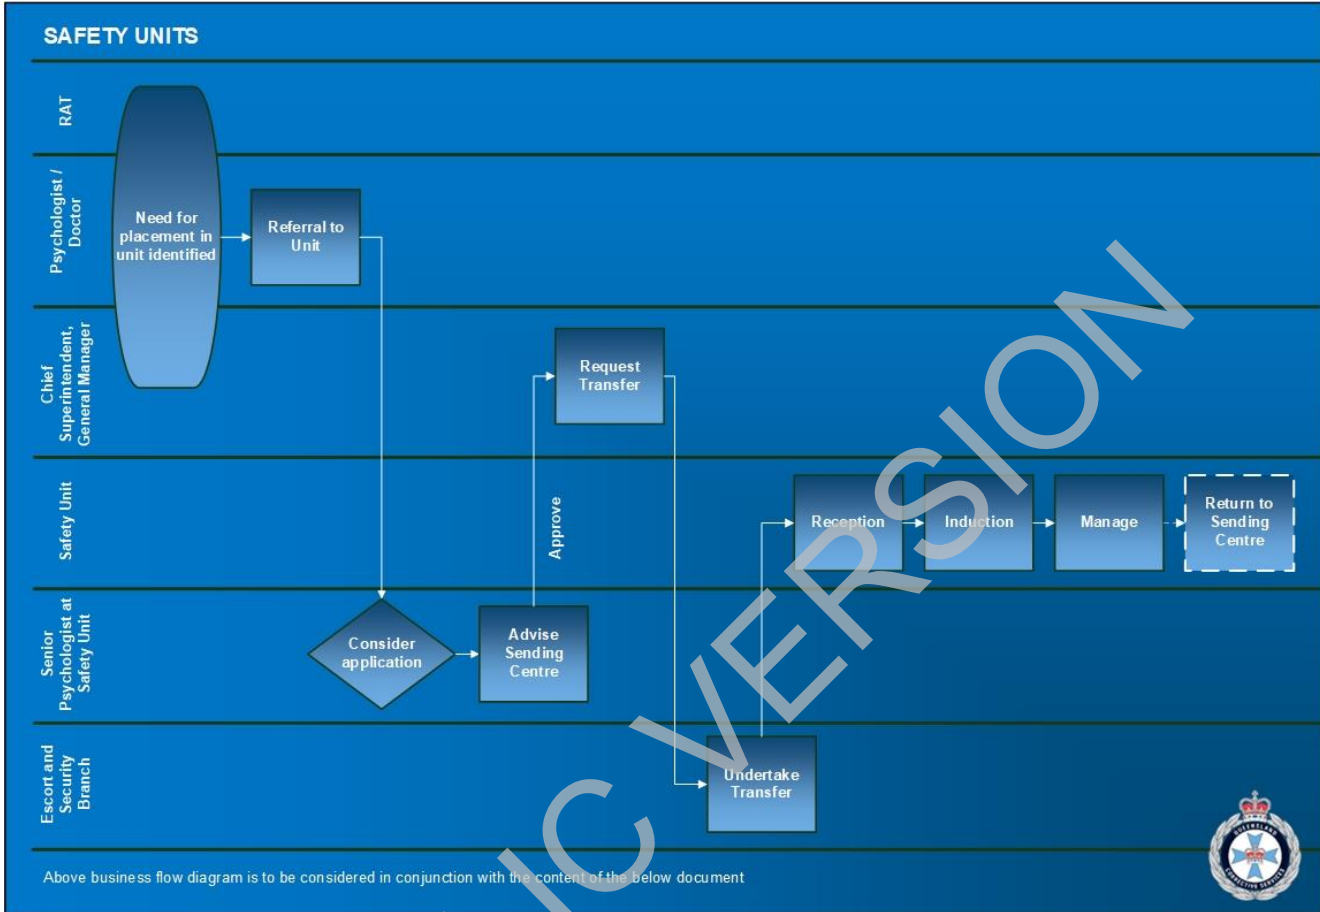 SAFETY UNITS
RAT
Psychologist /
Doctor
Need for
placement in
unit identified
Referral to
Unit
Chief
Superintendent,
General Manager
Request
Transfer
Safety Unit
Approve
Reception
Induction
Manage
Return to
Sending
Centre
Senior
Psychologist at
Safety Unit
Consider
application
Advise
Sending
Centre
Escort and
Security
Branch
Undertake
Transfer
IC VERSION
QUEENSLAND
CORRECTIVE SERVICES
Above business flow diagram is to be considered in conjunction with the content of the below document